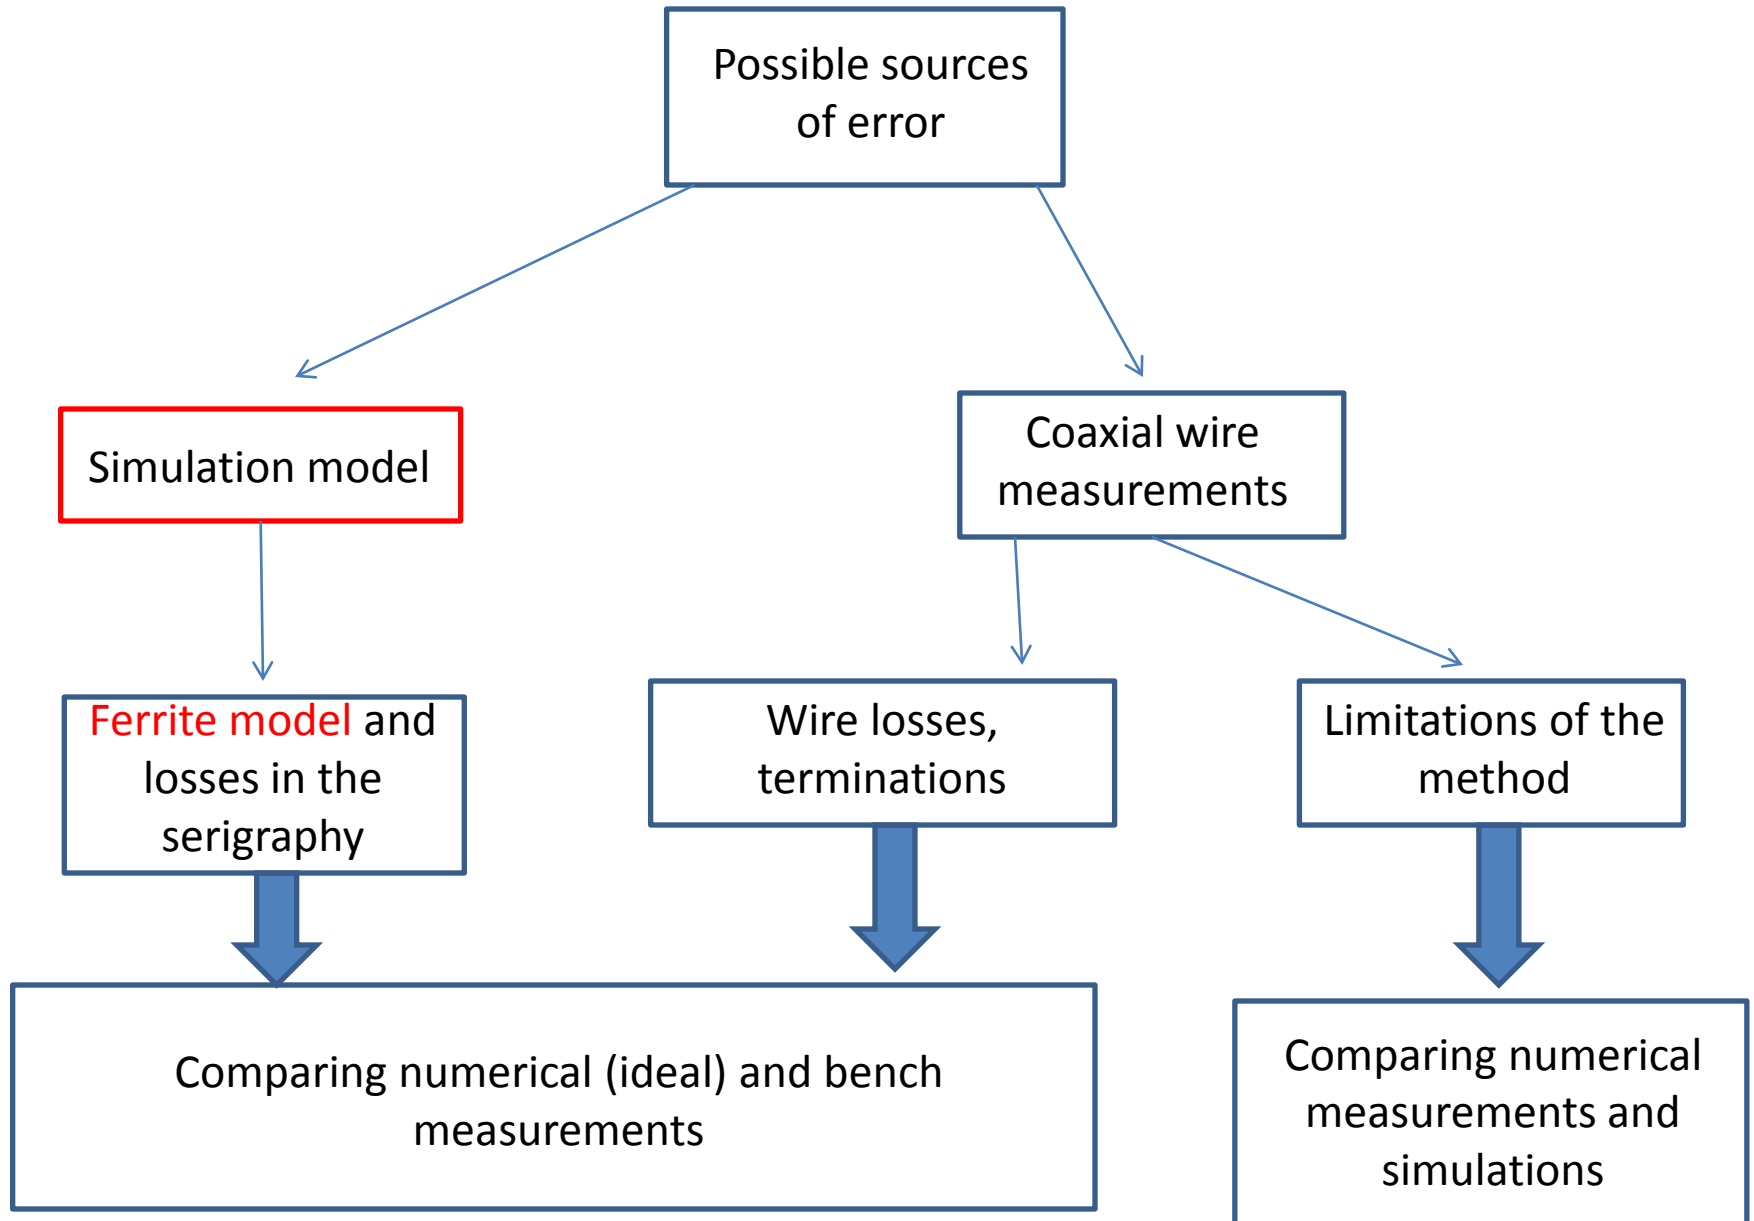 Possible sources
of error
Simulation model
Coaxial wire
measurements
Ferrite model and
losses in the
serigraphy
Wire losses,
terminations
Limitations of the
method
Comparing numerical (ideal) and bench
measurements
Comparing numerical
measurements and
simulations